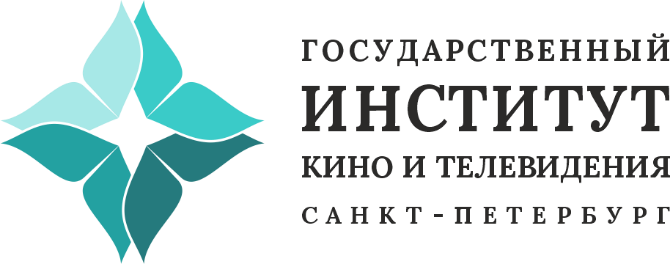 ГОСУДАРСТВЕННЫЙ
ИНСТИТУТ
КИНО И ТЕЛЕВИДЕНИЯ
САНКТ-ПЕТЕРБУРГ